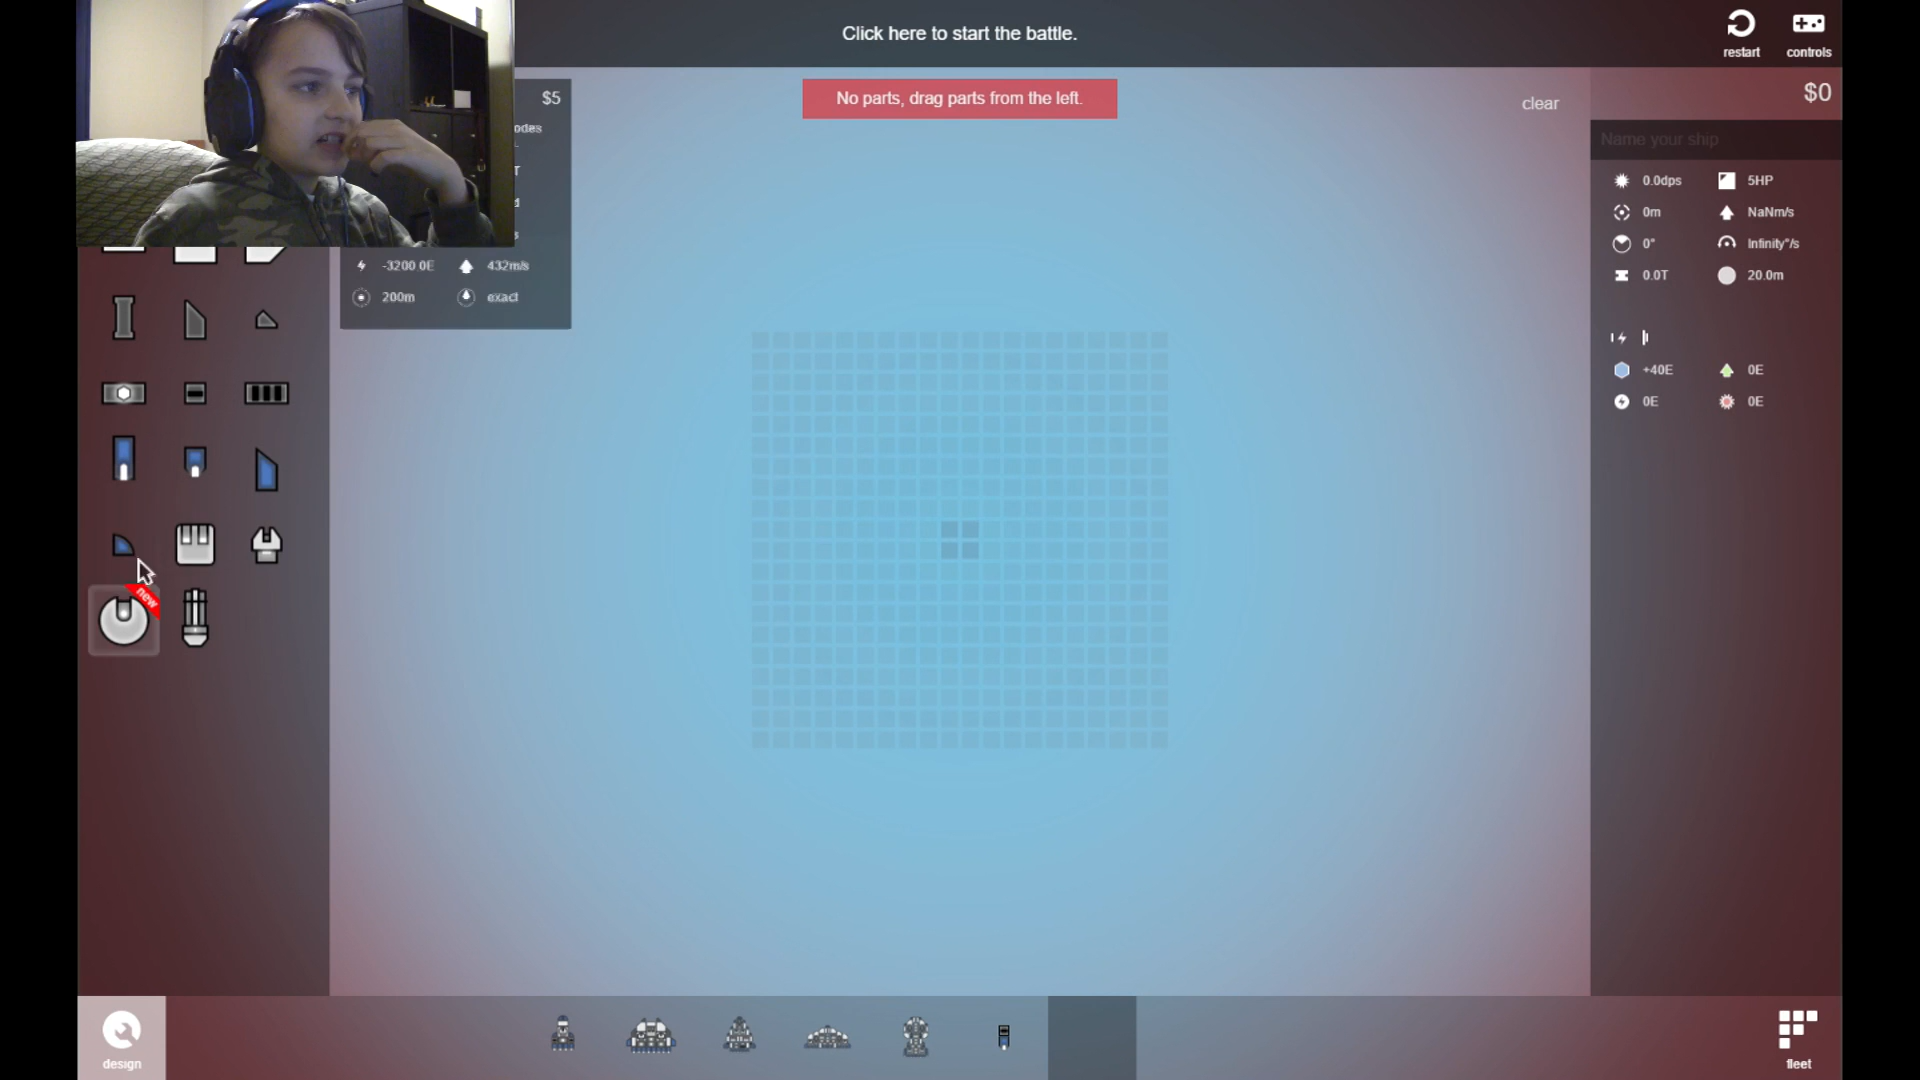 Click here to start the battle.
restart
controls
$5
No parts, drag parts from the left.
clear
$0
odes
Name your ship
T
0.0dps
5HP
0m
NaNm/s
0°
Infinity°/s
-3200.0E
432m/s
0.0T
20.0m
200m
exact
+40E
0E
0E
0E
new
design
fleet